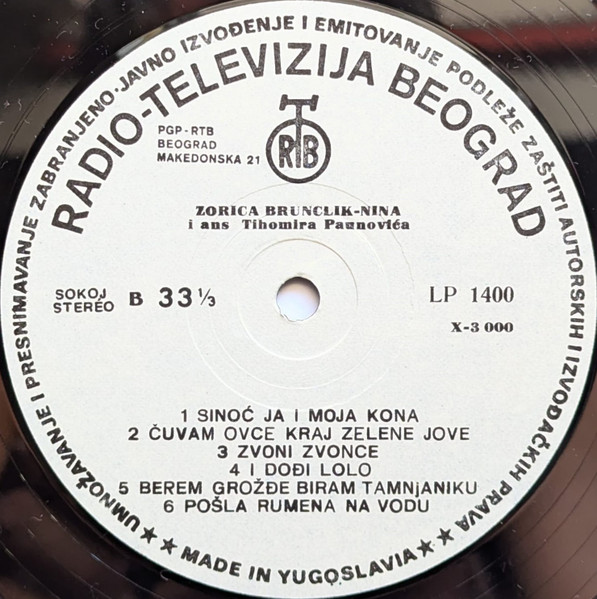 UMNOŽAVANJE I PRESNIMAVANJE ZABRANJENO·JAVNO IZVOĐENJE I EMITOVANJE PODLEŽE ZAŠTITI AUTORSKIH I IZVOĐAČKIH PRAVA
RADIO-TELEVIZIJA BEOGRAD
RTB
PGP-RTB
BEOGRAD
MAKEDONSKA 21
ZORICA BRUNCLIK-NINA
i ans Tihomira Paunovića
SOKOJ
STEREO
B 33 ⅓
LP 1400
X-3 000
1 SINOĆ JA I MOJA KONA
2 ČUVAM OVCE KRAJ ZELENE JOVE
3 ZVONI ZVONCE
4 I DOĐI LOLO
5 BEREM GROŽĐE BIRAM TAMNjANIKU
6 POŠLA RUMENA NA VODU
★★ MADE IN YUGOSLAVIA ★★